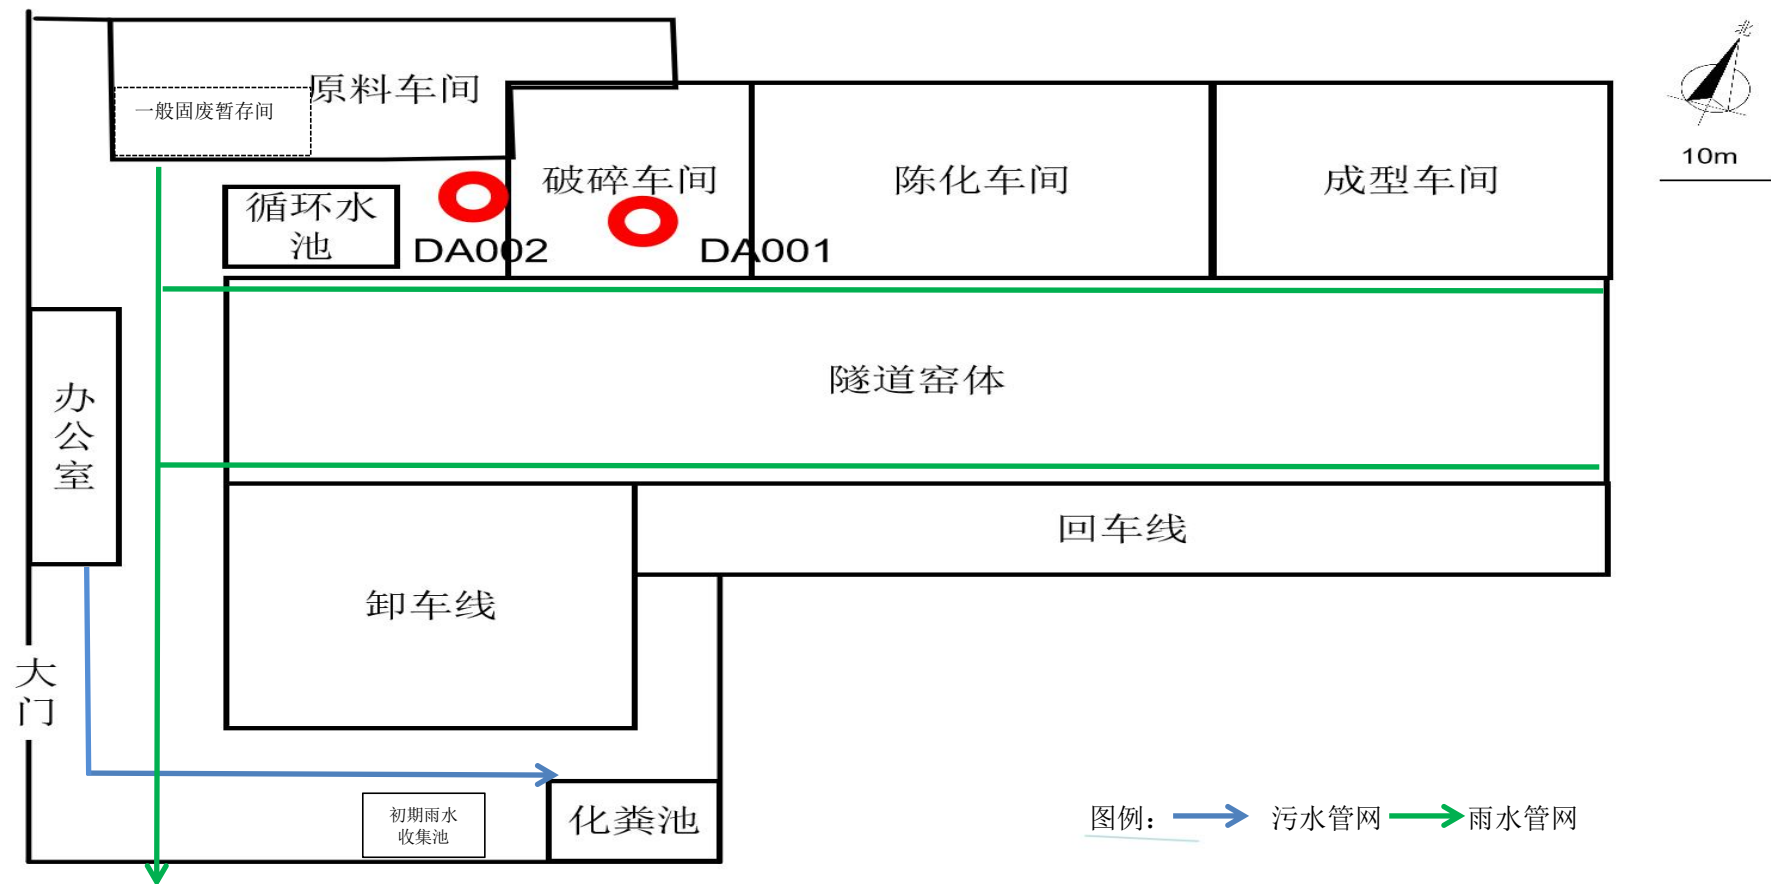 北
原料车间
一般固废暂存间
10m
破碎车间
陈化车间
成型车间
循环水
池
DA002
DA001
隧道窑体
办
公
室
回车线
卸车线
大
门
初期雨水
收集池
化粪池
图例：
污水管网
雨水管网